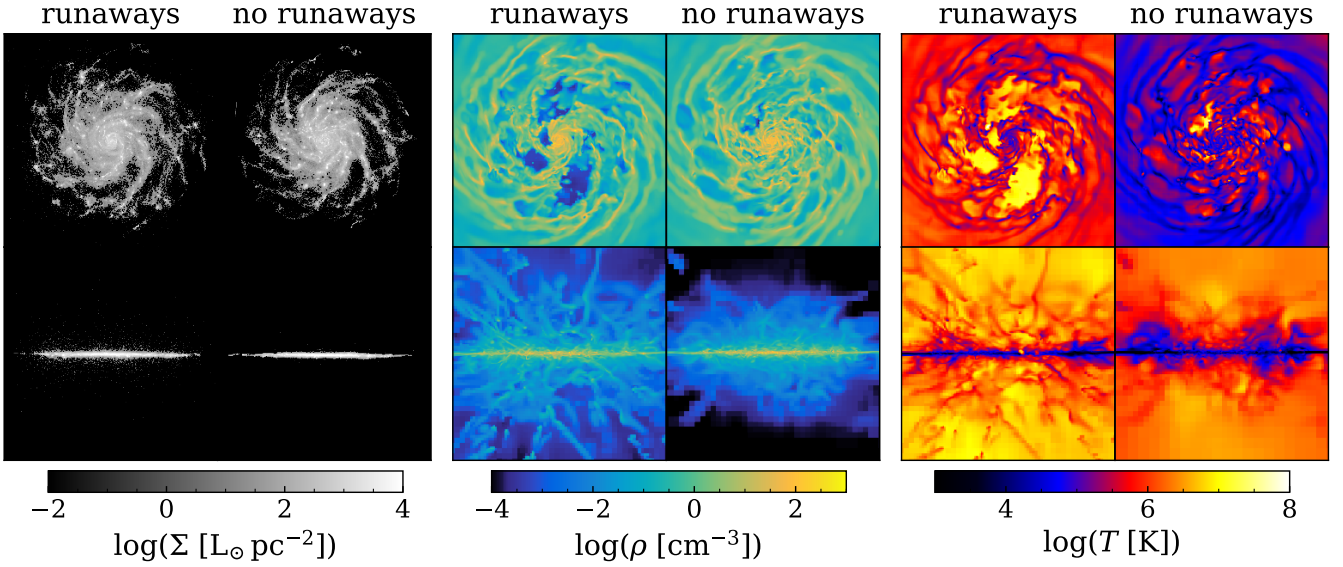 runaways no runaways runaways no runaways runaways no runaways
−2 0 2 4 −4 −2 0 2 4 6 8
log(Σ [L⊙ pc⁻²]) log(ρ [cm⁻³]) log(T [K])